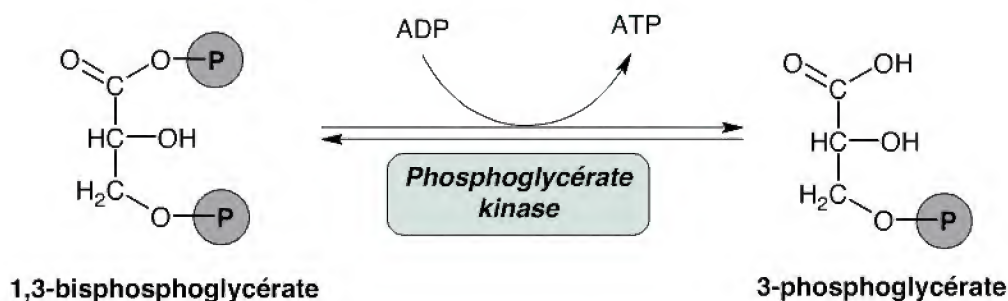 ADP ATP
O O P O OH
C C
HC OH HC OH
H₂C O P H₂C O P
Phosphoglycérate
kinase
1,3-bisphosphoglycérate 3-phosphoglycérate